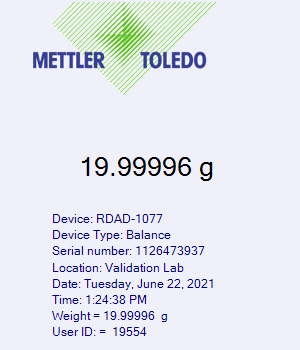 METTLER TOLEDO
19.99996 g
Device: RDAD-1077
Device Type: Balance
Serial number: 1126473937
Location: Validation Lab
Date: Tuesday, June 22, 2021
Time: 1:24:38 PM
Weight = 19.99996 g
User ID: = 19554